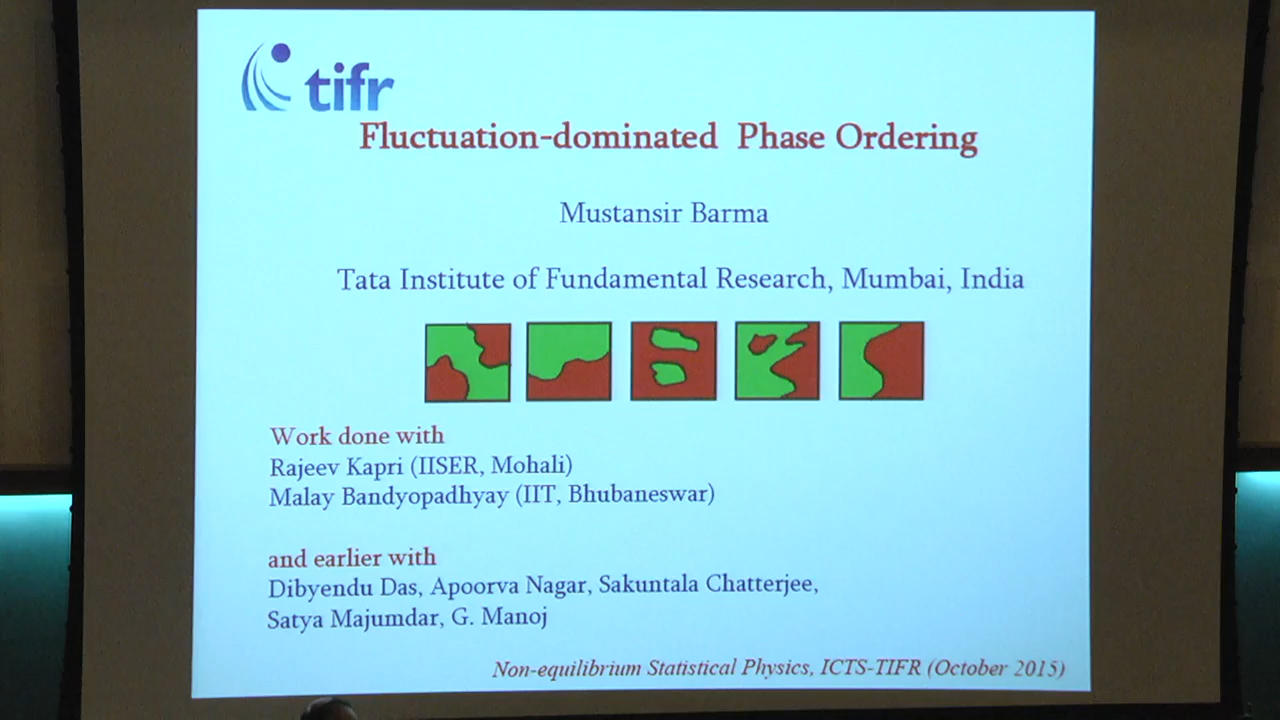 tifr
Fluctuation-dominated Phase Ordering
Mustansir Barma
Tata Institute of Fundamental Research, Mumbai, India
Work done with
Rajeev Kapri (IISER, Mohali)
Malay Bandyopadhyay (IIT, Bhubaneswar)
and earlier with
Dibyendu Das, Apoorva Nagar, Sakuntala Chatterjee,
Satya Majumdar, G. Manoj
Non-equilibrium Statistical Physics, ICTS-TIFR (October 2015)